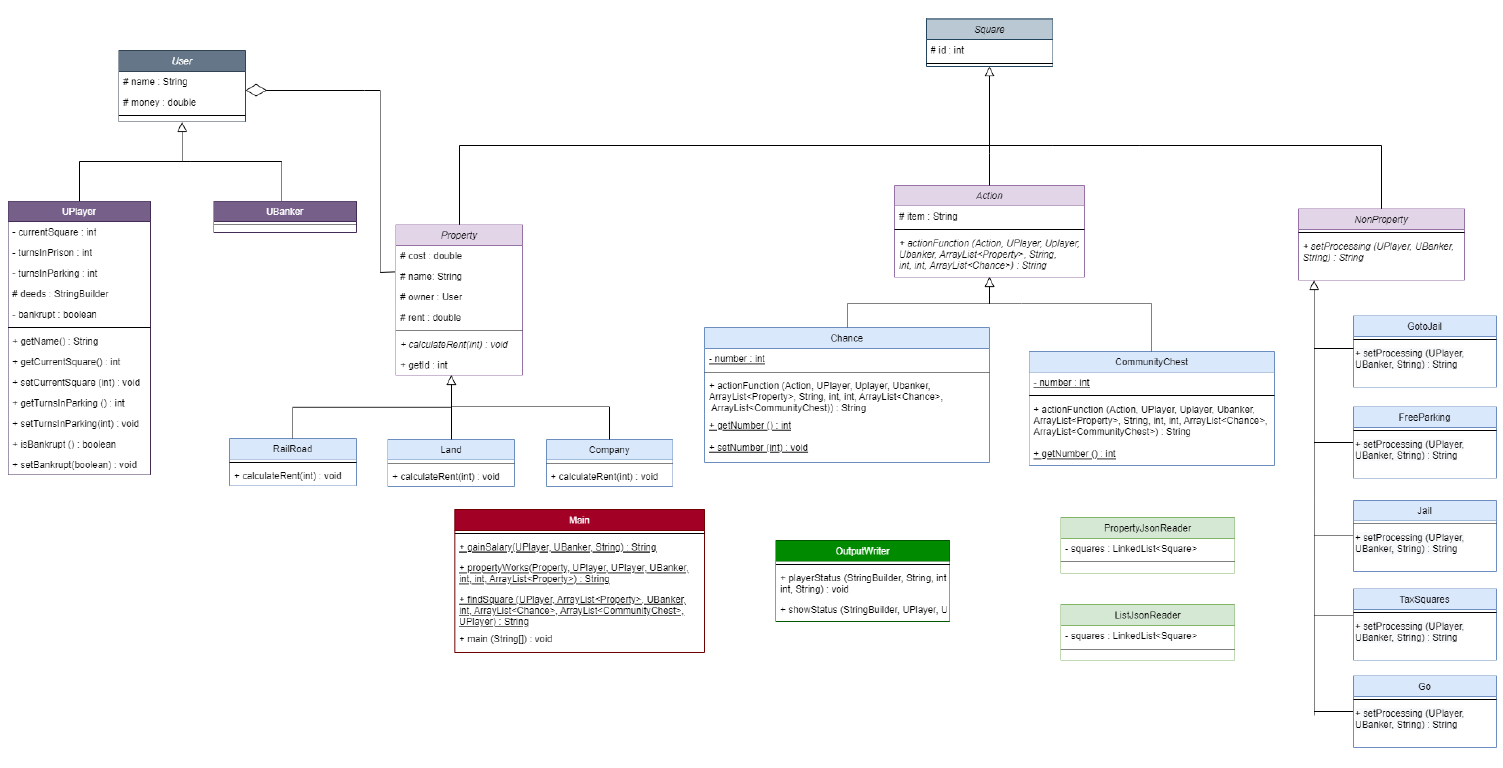 User
# name : String
# money : double
UPlayer
- currentSquare : int
- turnsInPrison : int
- turnsInParking : int
# deeds : StringBuilder
- bankrupt : boolean
+ getName() : String
+ getCurrentSquare() : int
+ setCurrentSquare (int) : void
+ getTurnsInParking () : int
+ setTurnsInParking(int) : void
+ isBankrupt () : boolean
+ setBankrupt(boolean) : void
UBanker
Square
# id : int
Property
# cost : double
# name: String
# owner : User
# rent : double
+ calculateRent(int) : void
+ getId : int
RailRoad
+ calculateRent(int) : void
Land
+ calculateRent(int) : void
Company
+ calculateRent(int) : void
Action
# item : String
+ actionFunction (Action, UPlayer, Uplayer,
Ubanker, ArrayList<Property>, String,
int, int, ArrayList<Chance>) : String
Chance
- number : int
+ actionFunction (Action, UPlayer, Uplayer, Ubanker,
ArrayList<Property>, String, int, int, ArrayList<Chance>,
ArrayList<CommunityChest>)) : String
+ getNumber () : int
+ setNumber (int) : void
CommunityChest
- number : int
+ actionFunction (Action, UPlayer, Uplayer, Ubanker,
ArrayList<Property>, String, int, int, ArrayList<Chance>,
ArrayList<CommunityChest>) : String
+ getNumber () : int
NonProperty
+ setProcessing (UPlayer, UBanker,
String) : String
GotoJail
+ setProcessing (UPlayer,
UBanker, String) : String
FreeParking
+ setProcessing (UPlayer,
UBanker, String) : String
Jail
+ setProcessing (UPlayer,
UBanker, String) : String
TaxSquares
+ setProcessing (UPlayer,
UBanker, String) : String
Go
+ setProcessing (UPlayer,
UBanker, String) : String
Main
+ gainSalary(UPlayer, UBanker, String) : String
+ propertyWorks(Property, UPlayer, UPlayer, UBanker,
int, int, ArrayList<Property>) : String
+ findSquare (UPlayer, ArrayList<Property>, UBanker,
int, ArrayList<Chance>, ArrayList<CommunityChest>,
UPlayer) : String
+ main (String[]) : void
OutputWriter
+ playerStatus (StringBuilder, String, int
int, String) : void
+ showStatus (StringBuilder, UPlayer, U
PropertyJsonReader
- squares : LinkedList<Square>
ListJsonReader
- squares : LinkedList<Square>